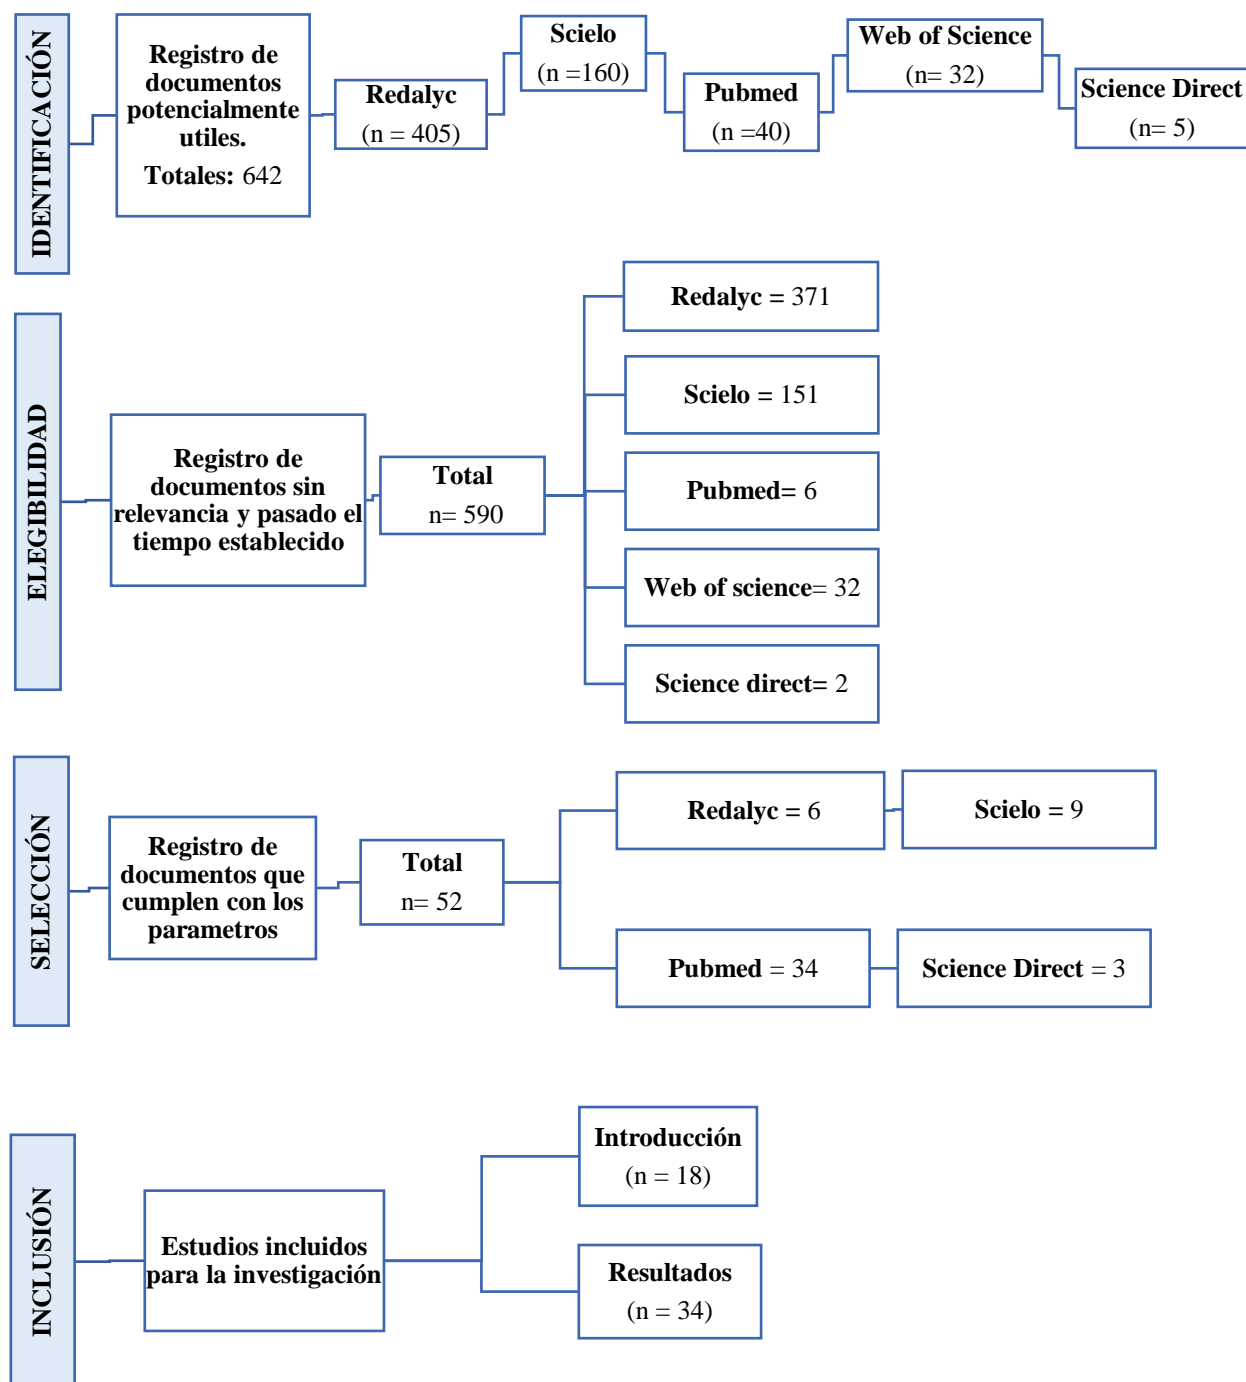 IDENTIFICACIÓN
Registro de
documentos
potencialmente
utiles.
Totales: 642
Redalyc
(n = 405)
Scielo
(n =160)
Pubmed
(n =40)
Web of Science
(n= 32)
Science Direct
(n= 5)
ELEGIBILIDAD
Registro de
documentos sin
relevancia y pasado el
tiempo establecido
Total
n= 590
Redalyc = 371
Scielo = 151
Pubmed= 6
Web of science= 32
Science direct= 2
SELECCIÓN
Registro de
documentos que
cumplen con los
parametros
Total
n= 52
Redalyc = 6
Scielo = 9
Pubmed = 34
Science Direct = 3
INCLUSIÓN
Estudios incluidos
para la investigación
Introducción
(n = 18)
Resultados
(n = 34)